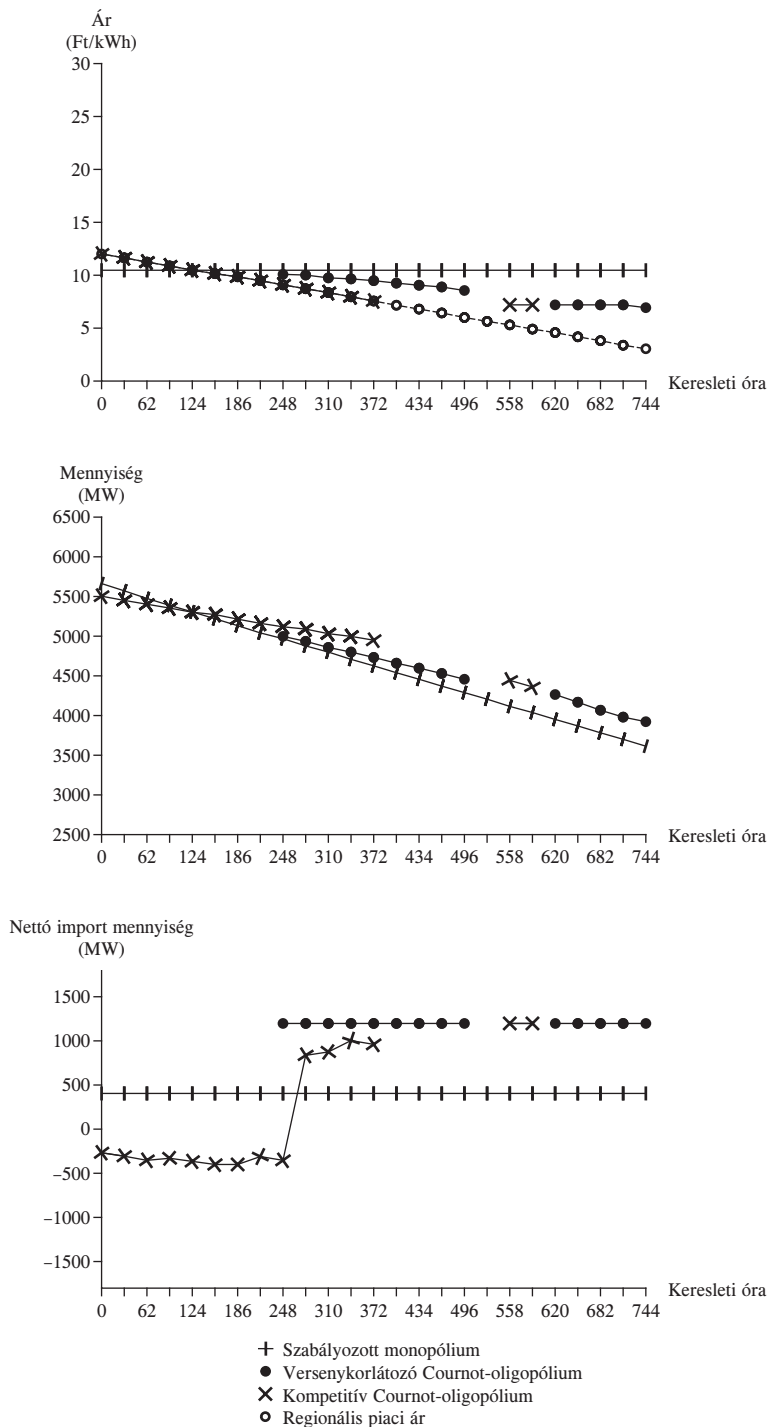 Ár
(Ft/kWh)
30
25
20
15
10
5
0
0 62 124 186 248 310 372 434 496 558 620 682 744
Keresleti óra
Mennyiség
(MW)
6500
6000
5500
5000
4500
4000
3500
3000
2500
0 62 124 186 248 310 372 434 496 558 620 682 744
Keresleti óra
Nettó import mennyiség
(MW)
1500
1000
500
0
–500
–1000
–1500
0 62 124 186 248 310 372 434 496 558 620 682 744
Keresleti óra
Szabályozott monopólium
Versenykorlátozó Cournot-oligopólium
Kompetitív Cournot-oligopólium
Regionális piaci ár